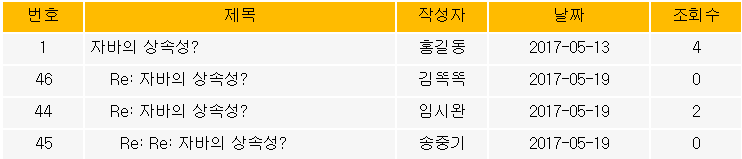 번호 제목 작성자 날짜 조회수
1 자바의 상속성? 홍길동 2017-05-13 4
46 Re: 자바의 상속성? 김똑똑 2017-05-19 0
44 Re: 자바의 상속성? 임시완 2017-05-19 2
45 Re: Re: 자바의 상속성? 송중기 2017-05-19 0